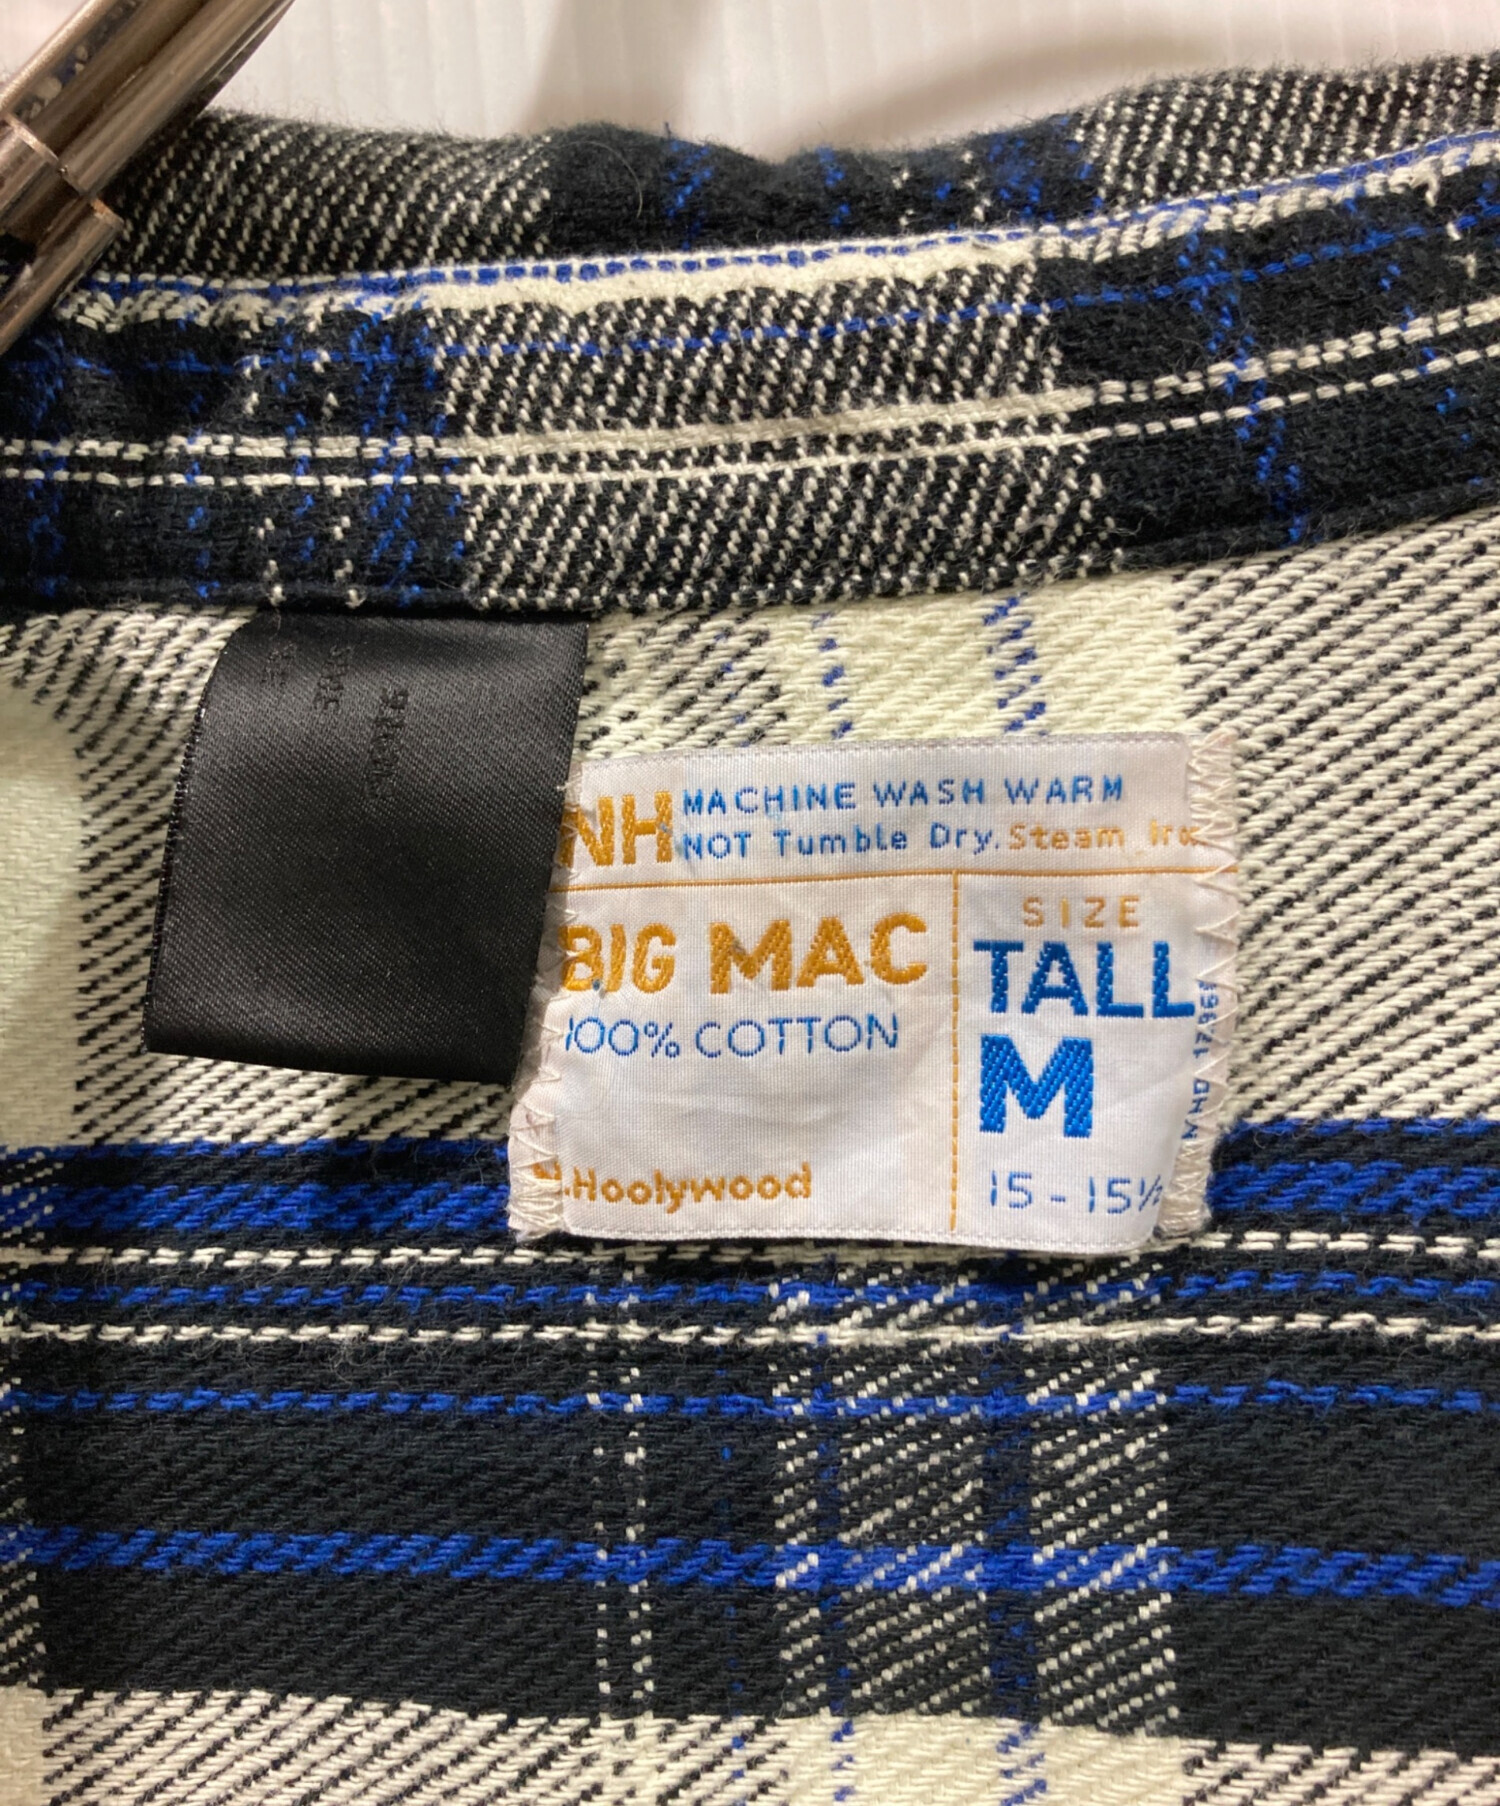 NH MACHINE WASH WARM
NOT Tumble Dry. Steam Iro
BIG MAC
100% COTTON
.Hoolywood
SIZE
TALL
M
15-15½